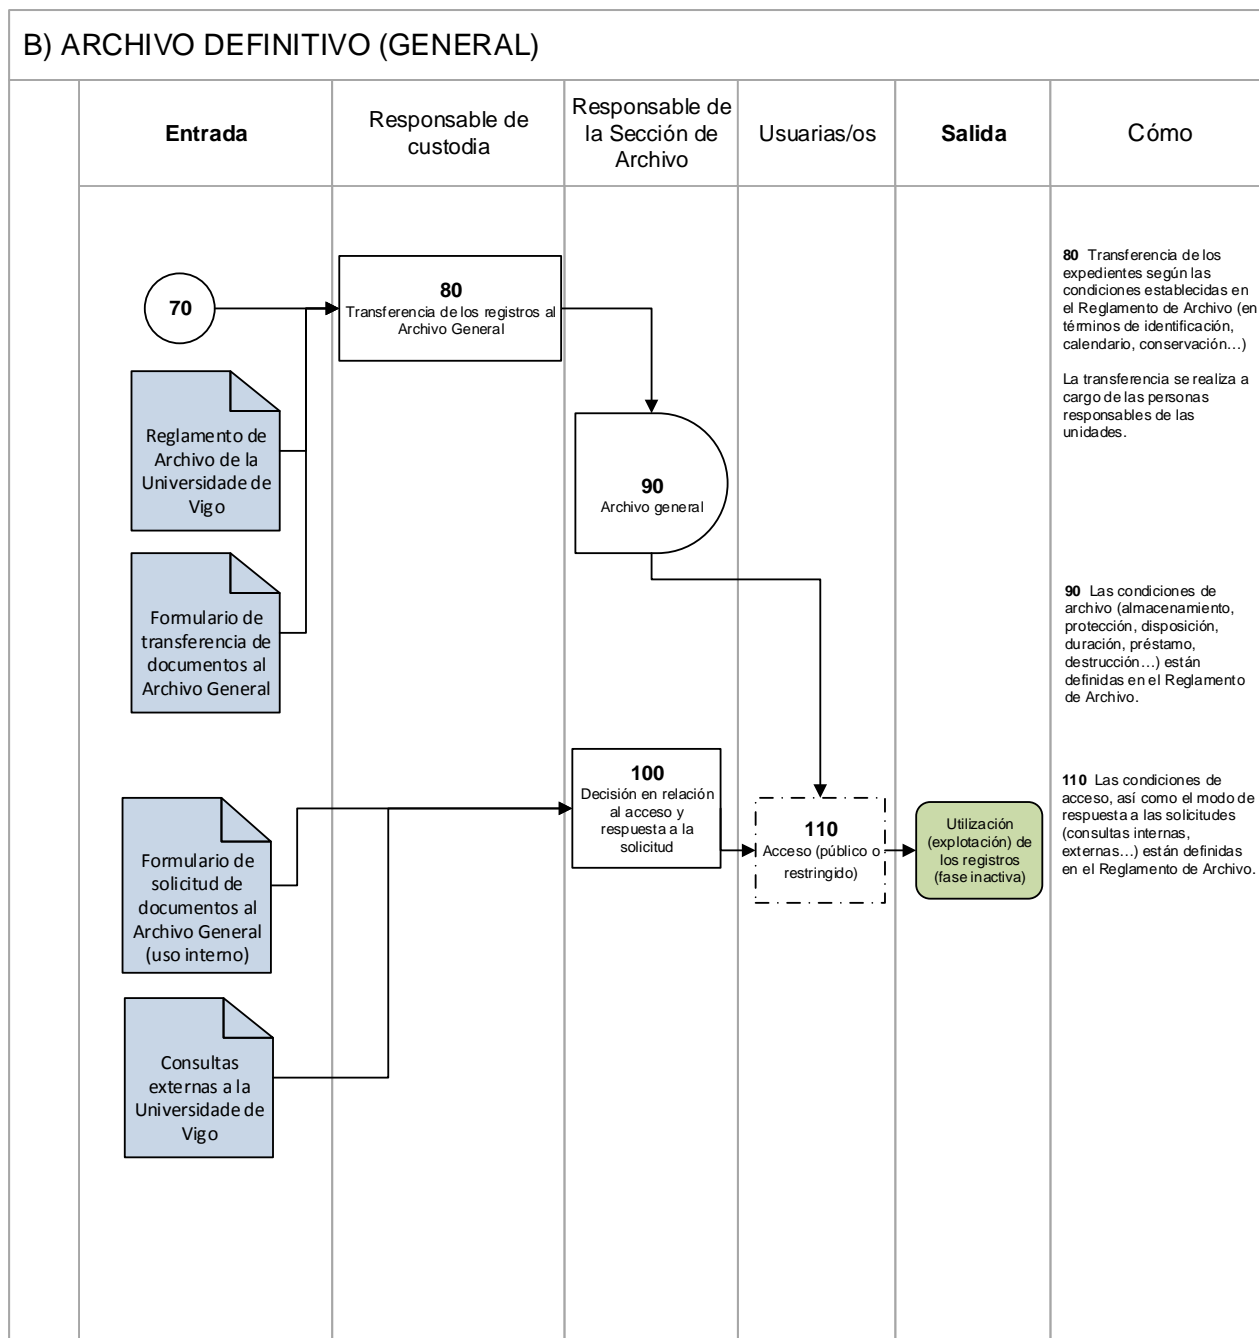 B) ARCHIVO DEFINITIVO (GENERAL)
Entrada
Responsable de
custodia
Responsable de
la Sección de
Archivo
Usuarias/os
Salida
Cómo
70
80
Transferencia de los registros al
Archivo General
Reglamento de
Archivo de la
Universidade de
Vigo
90
Archivo general
Formulario de
transferencia de
documentos al
Archivo General
100
Decisión en relación
al acceso y
respuesta a la
solicitud
110
Acceso (público o
restringido)
Utilización
(explotación) de
los registros
(fase inactiva)
Formulario de
solicitud de
documentos al
Archivo General
(uso interno)
Consultas
externas a la
Universidade de
Vigo
80 Transferencia de los
expedientes según las
condiciones establecidas en
el Reglamento de Archivo (en
términos de identificación,
calendario, conservación...)
La transferencia se realiza a
cargo de las personas
responsables de las
unidades.
90 Las condiciones de
archivo (almacenamiento,
protección, disposición,
duración, préstamo,
destrucción...) están
definidas en el Reglamento
de Archivo.
110 Las condiciones de
acceso, así como el modo de
respuesta a las solicitudes
(consultas internas,
externas...) están definidas
en el Reglamento de Archivo.